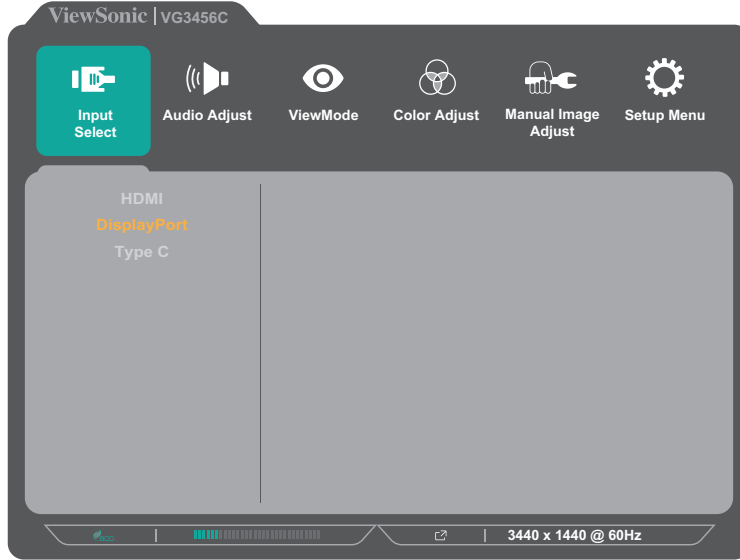 ViewSonic | VG3456C
Input Select
Audio Adjust
ViewMode
Color Adjust
Manual Image Adjust
Setup Menu
HDMI
DisplayPort
Type C
eco
3440 x 1440 @ 60Hz